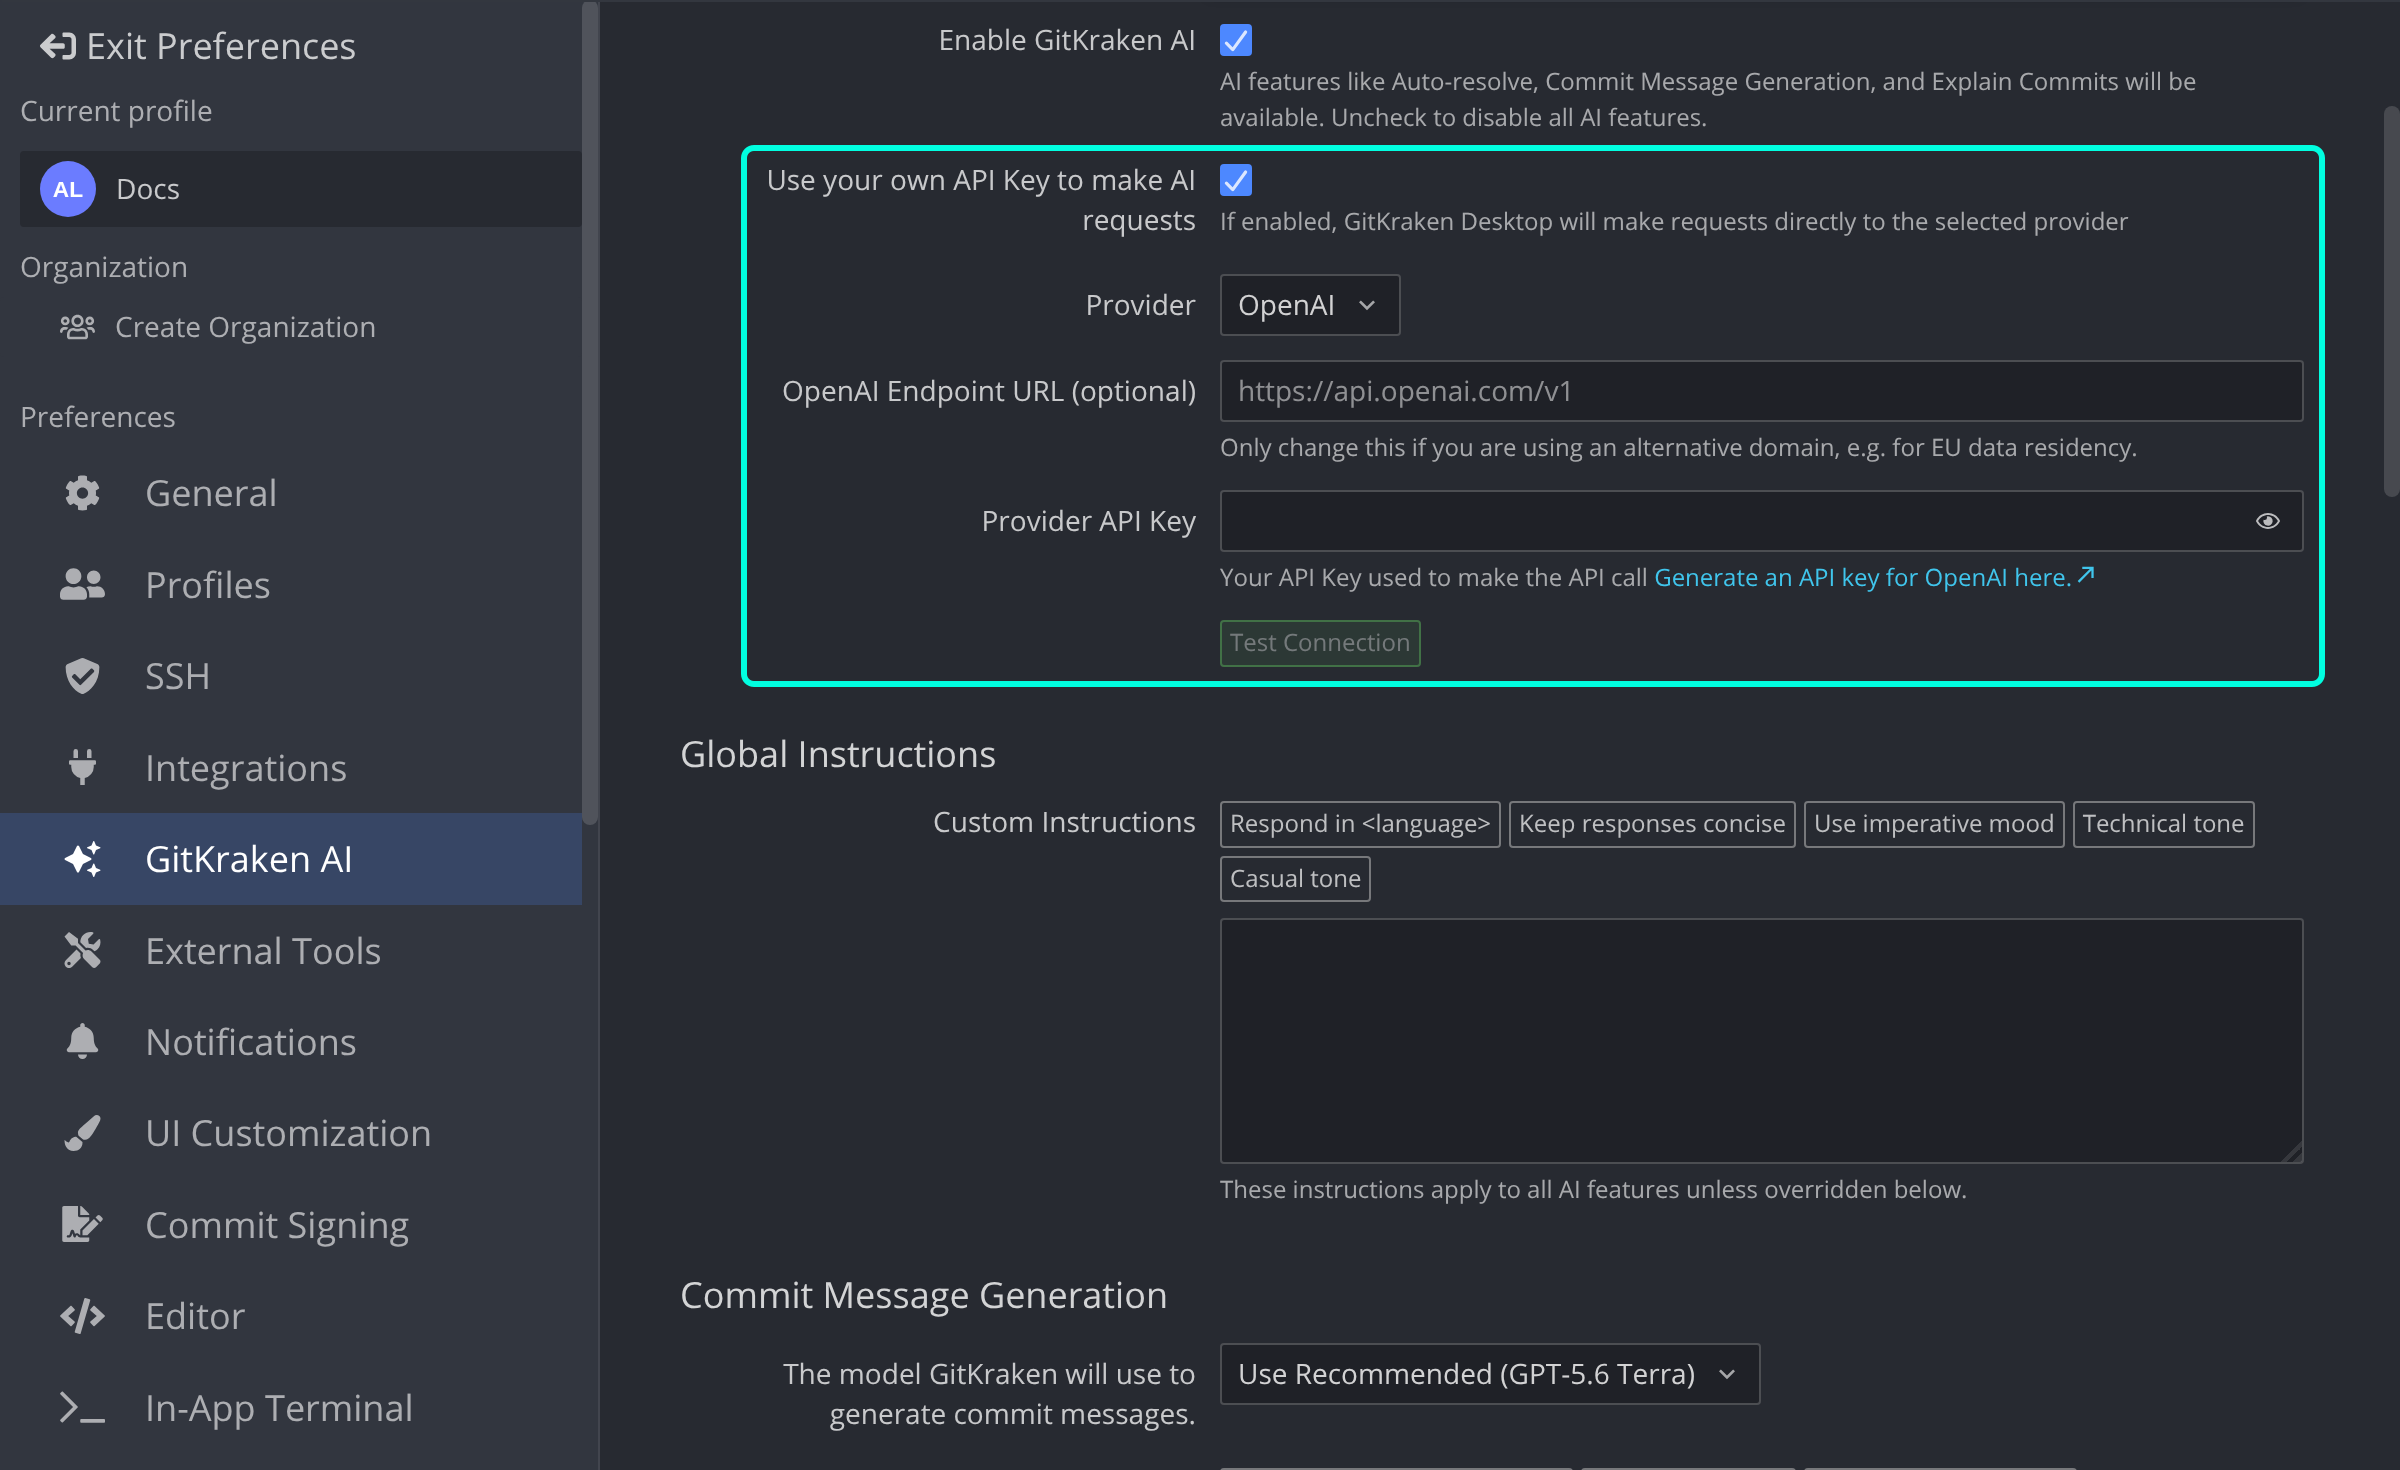 Exit Preferences
Current profile
AL Docs
Organization
Create Organization
Preferences
General
Profiles
SSH
Integrations
GitKraken AI
External Tools
Notifications
UI Customization
Commit Signing
Editor
In-App Terminal
Enable GitKraken AI
AI features like Auto-resolve, Commit Message Generation, and Explain Commits will be
available. Uncheck to disable all AI features.
Use your own API Key to make AI
requests
If enabled, GitKraken Desktop will make requests directly to the selected provider
Provider OpenAI
OpenAI Endpoint URL (optional) https://api.openai.com/v1
Only change this if you are using an alternative domain, e.g. for EU data residency.
Provider API Key
Your API Key used to make the API call Generate an API key for OpenAI here.
Test Connection
Global Instructions
Custom Instructions Respond in <language> Keep responses concise Use imperative mood Technical tone
Casual tone
These instructions apply to all AI features unless overridden below.
Commit Message Generation
The model GitKraken will use to
generate commit messages.
Use Recommended (GPT-5.6 Terra)